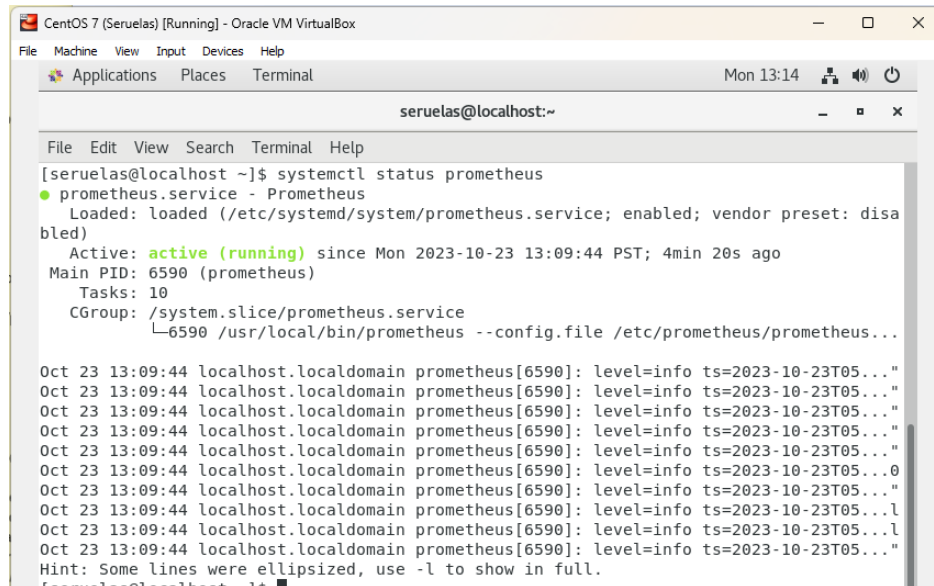 CentOS 7 (Seruelas) [Running] - Oracle VM VirtualBox
File Machine View Input Devices Help
Applications Places Terminal Mon 13:14
seruelas@localhost:~
File Edit View Search Terminal Help
[seruelas@localhost ~]$ systemctl status prometheus
● prometheus.service - Prometheus
   Loaded: loaded (/etc/systemd/system/prometheus.service; enabled; vendor preset: disa
bled)
   Active: active (running) since Mon 2023-10-23 13:09:44 PST; 4min 20s ago
 Main PID: 6590 (prometheus)
    Tasks: 10
   CGroup: /system.slice/prometheus.service
           └─6590 /usr/local/bin/prometheus --config.file /etc/prometheus/prometheus...

Oct 23 13:09:44 localhost.localdomain prometheus[6590]: level=info ts=2023-10-23T05..."
Oct 23 13:09:44 localhost.localdomain prometheus[6590]: level=info ts=2023-10-23T05..."
Oct 23 13:09:44 localhost.localdomain prometheus[6590]: level=info ts=2023-10-23T05..."
Oct 23 13:09:44 localhost.localdomain prometheus[6590]: level=info ts=2023-10-23T05..."
Oct 23 13:09:44 localhost.localdomain prometheus[6590]: level=info ts=2023-10-23T05..."
Oct 23 13:09:44 localhost.localdomain prometheus[6590]: level=info ts=2023-10-23T05...0
Oct 23 13:09:44 localhost.localdomain prometheus[6590]: level=info ts=2023-10-23T05..."
Oct 23 13:09:44 localhost.localdomain prometheus[6590]: level=info ts=2023-10-23T05...l
Oct 23 13:09:44 localhost.localdomain prometheus[6590]: level=info ts=2023-10-23T05...l
Oct 23 13:09:44 localhost.localdomain prometheus[6590]: level=info ts=2023-10-23T05..."
Hint: Some lines were ellipsized, use -l to show in full.